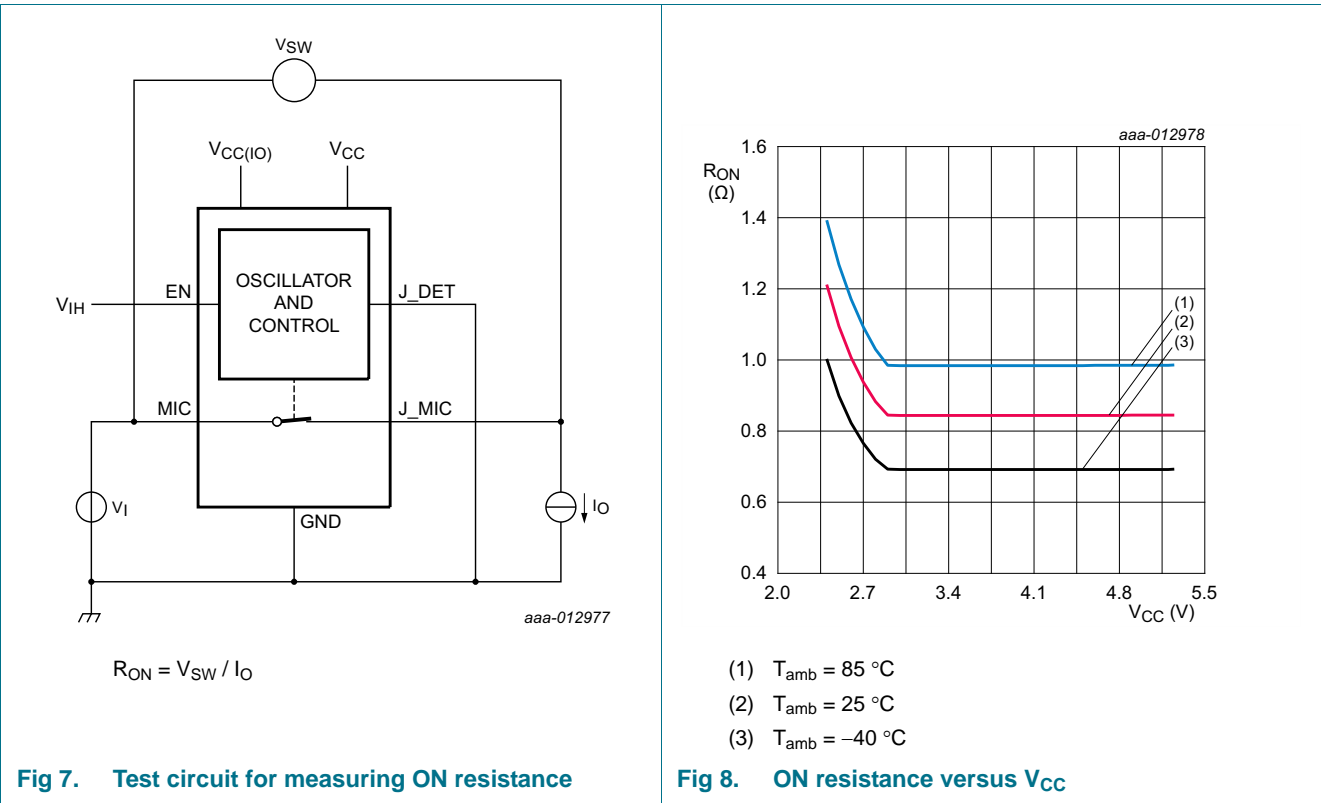 VSW
VCC(IO)
VCC
OSCILLATOR
AND
CONTROL
EN
J_DET
VIH
MIC
J_MIC
VI
GND
IO
aaa-012977
RON = VSW / IO
Fig 7. Test circuit for measuring ON resistance
aaa-012978
RON
(Ω)
1.6
1.4
1.2
1.0
0.8
0.6
0.4
(1)
(2)
(3)
2.0 2.7 3.4 4.1 4.8 5.5
VCC (V)
(1) Tamb = 85 °C
(2) Tamb = 25 °C
(3) Tamb = −40 °C
Fig 8. ON resistance versus VCC